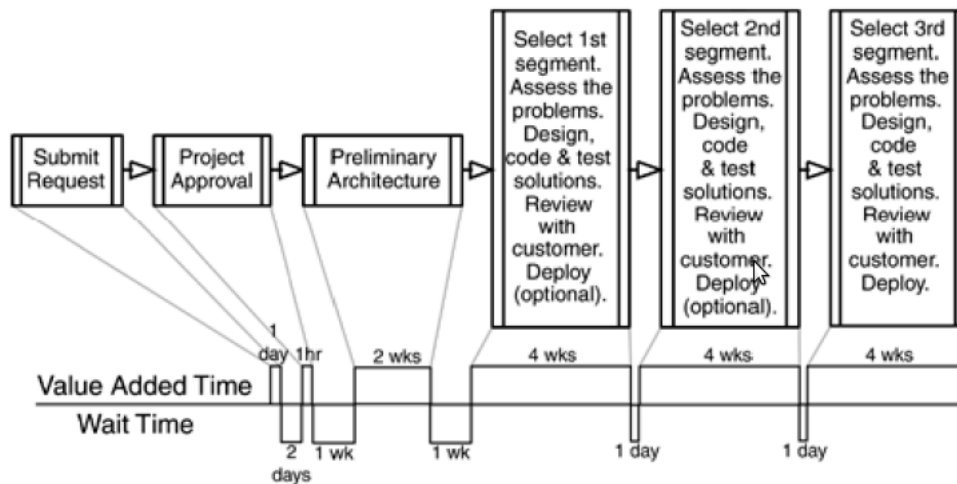 Submit
Request
Project
Approval
Preliminary
Architecture
Select 1st
segment.
Assess the
problems.
Design,
code & test
solutions.
Review
with
customer.
Deploy
(optional).
Select 2nd
segment.
Assess the
problems.
Design,
code
& test
solutions.
Review
with
customer.
Deploy
(optional).
Select 3rd
segment.
Assess the
problems.
Design,
code
& test
solutions.
Review
with
customer.
Deploy.
1
day
1hr
2 wks
4 wks
4 wks
4 wks
Value Added Time
Wait Time
2
days
1 wk
1 wk
1 day
1 day